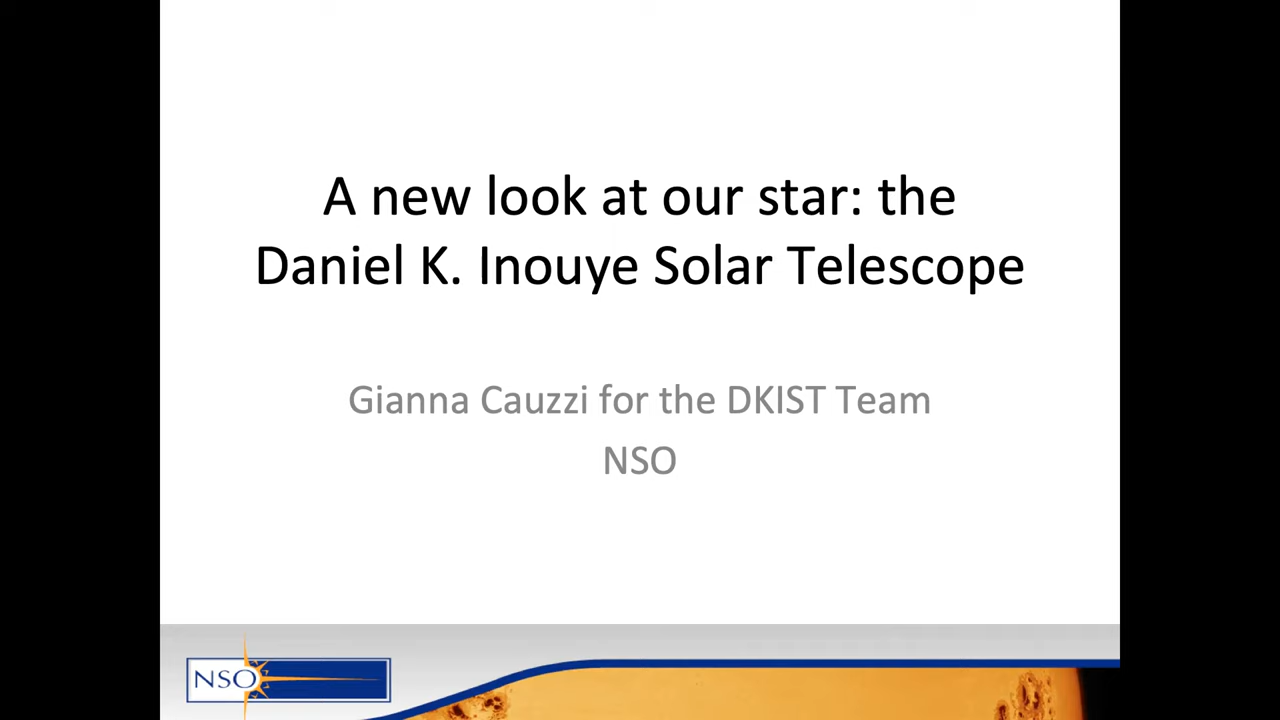 A new look at our star: the
Daniel K. Inouye Solar Telescope
Gianna Cauzzi for the DKIST Team
NSO
NSO